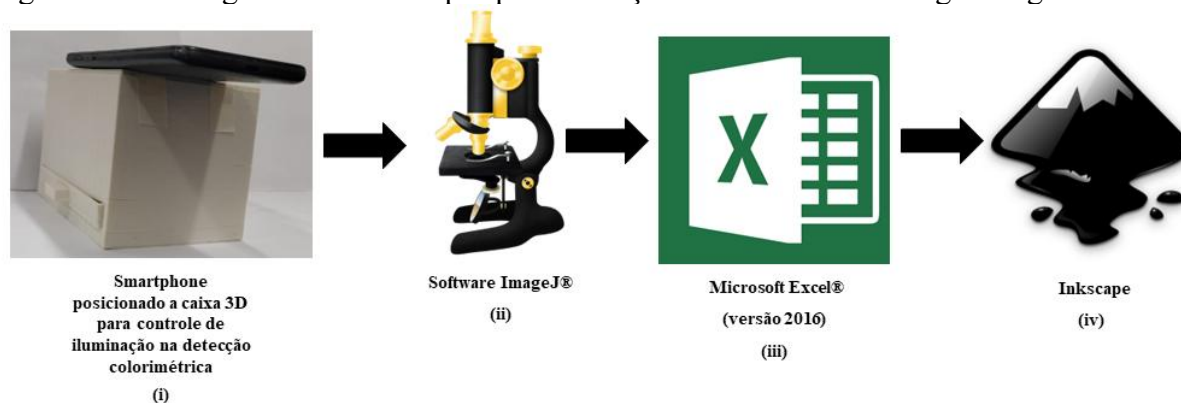 Smartphone
posicionado a caixa 3D
para controle de
iluminação na detecção
colorimétrica
(i)
Software ImageJ®
(ii)
Microsoft Excel®
(versão 2016)
(iii)
Inkscape
(iv)